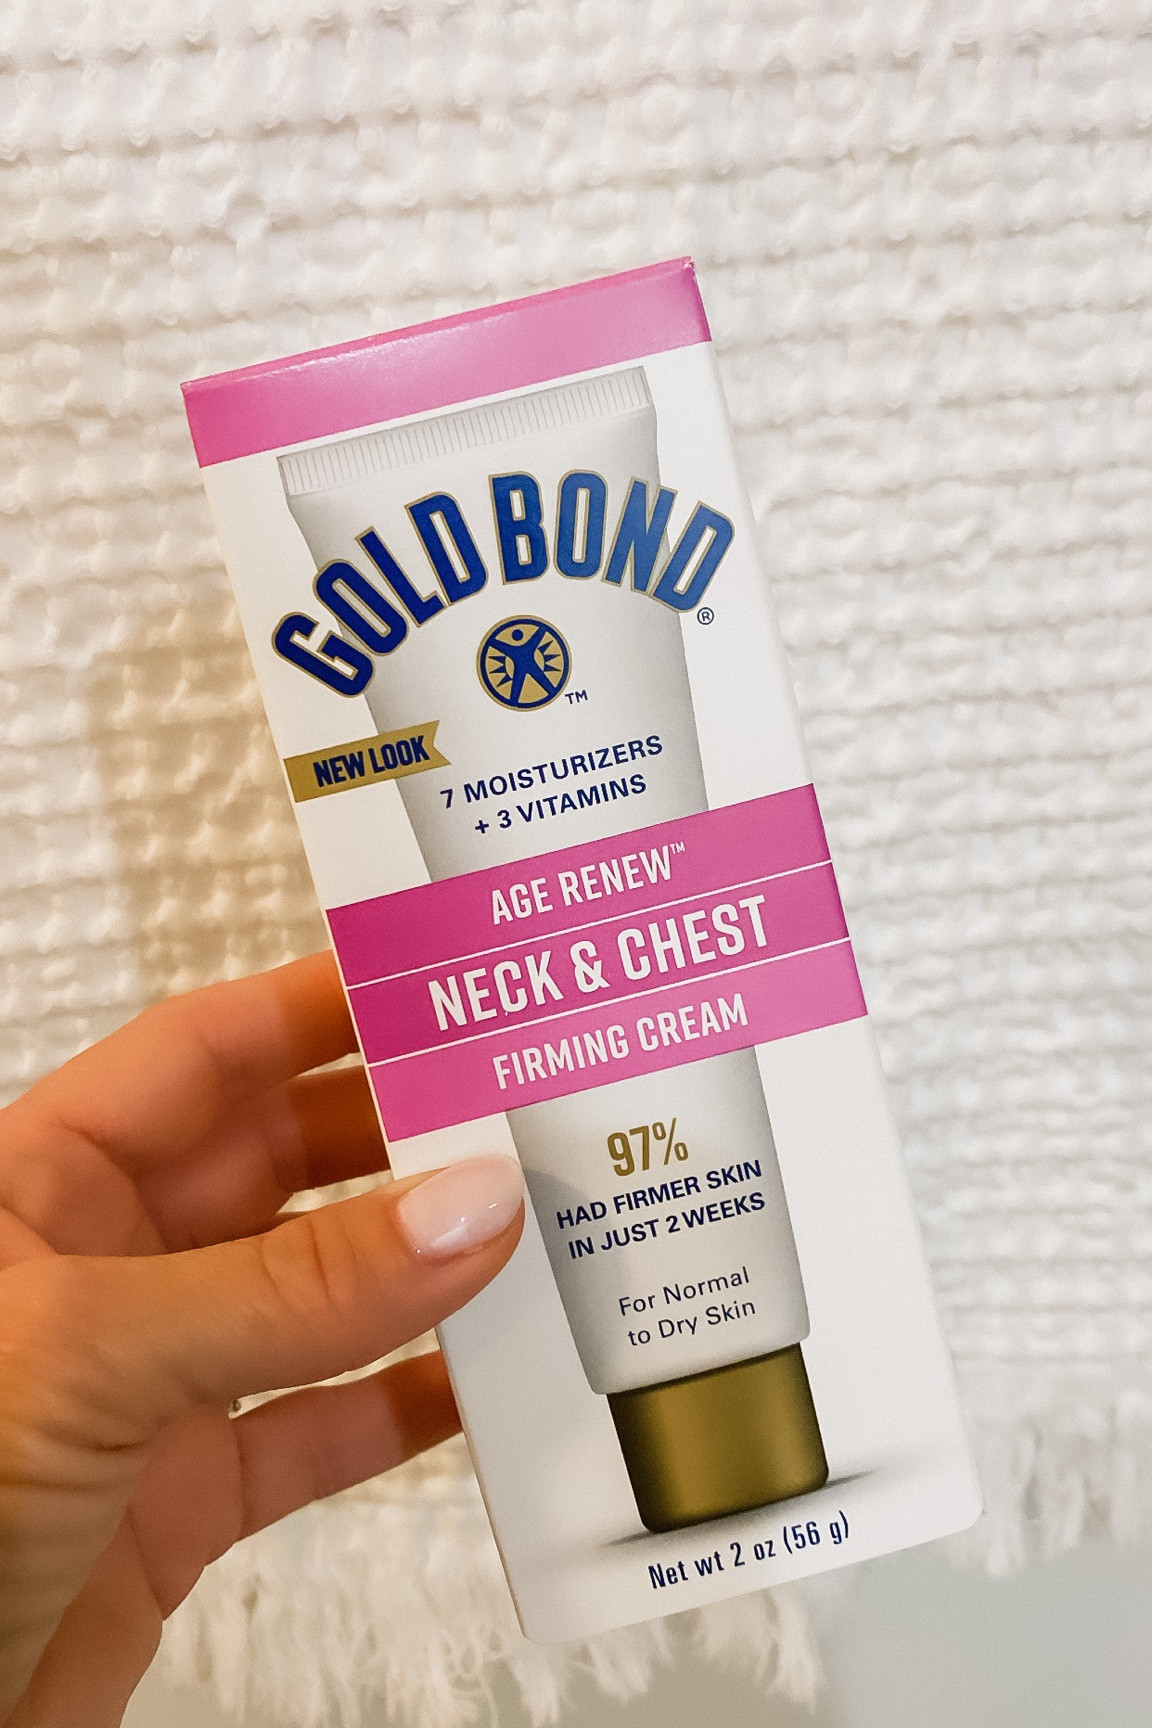 GOLD BOND®
TM
NEW LOOK
7 MOISTURIZERS
+ 3 VITAMINS
AGE RENEW™
NECK & CHEST
FIRMING CREAM
97%
HAD FIRMER SKIN
IN JUST 2 WEEKS
For Normal
to Dry Skin
Net wt 2 oz (56 g)